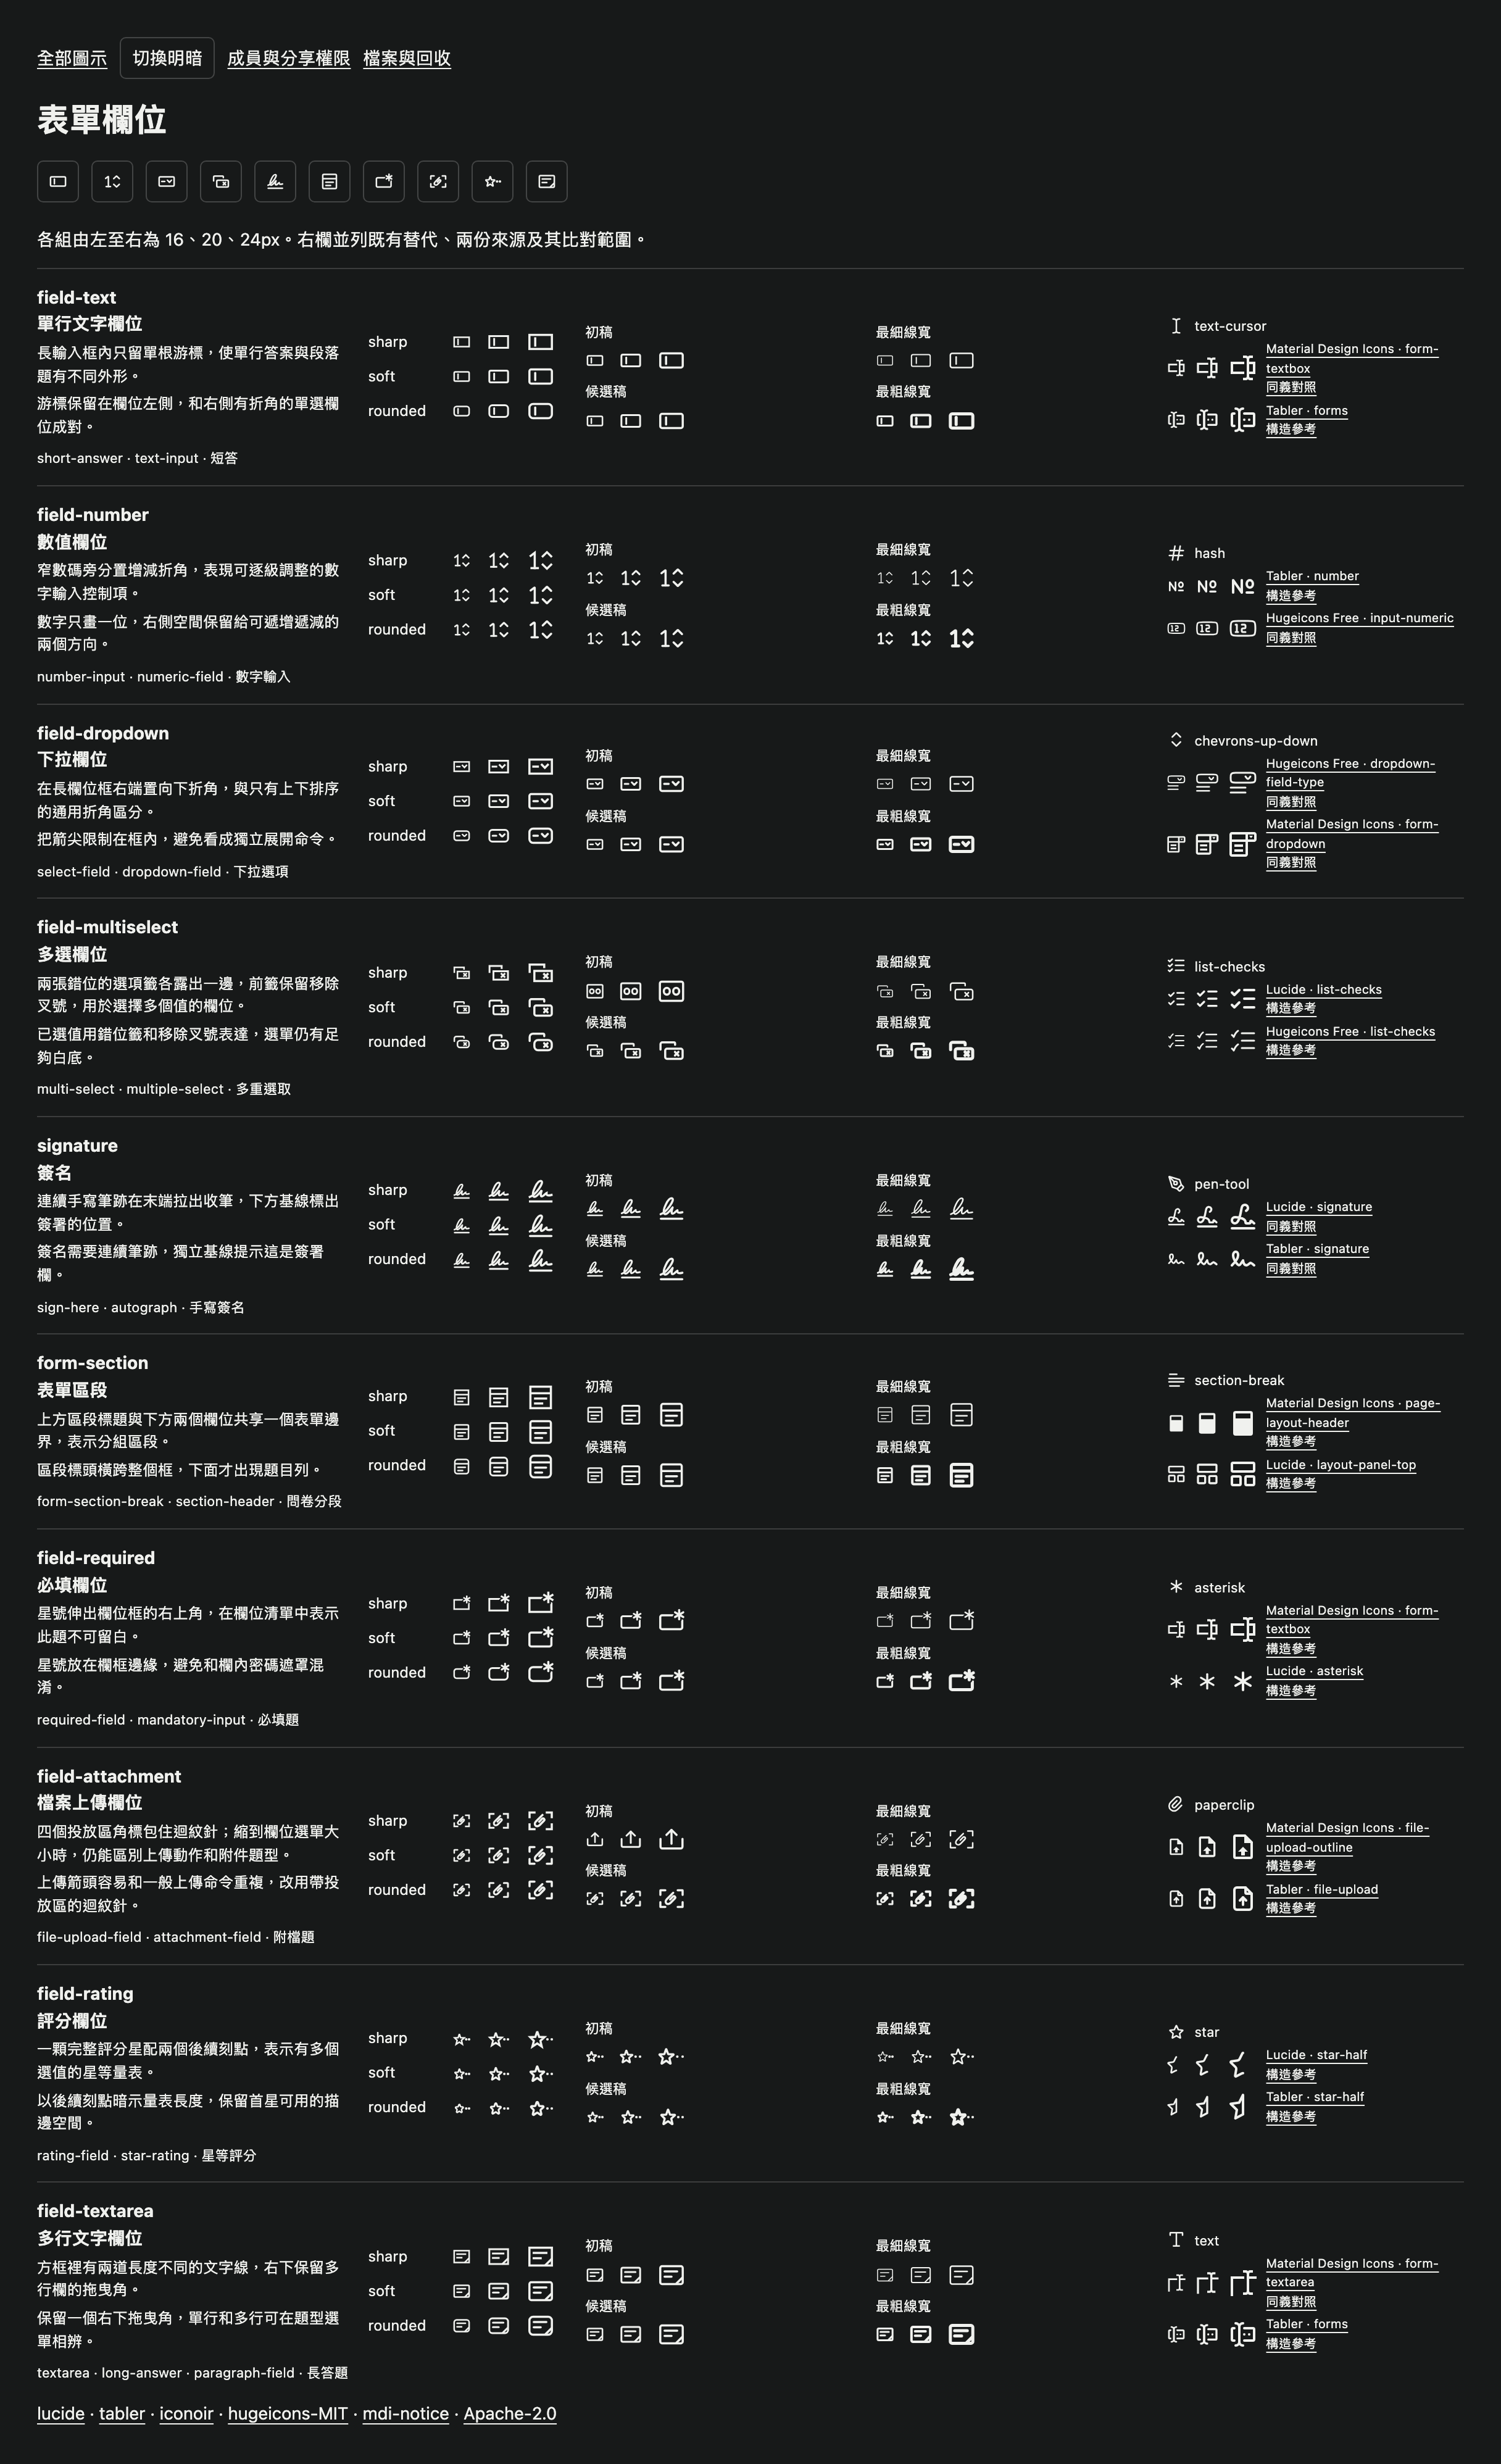 全部圖示 切換明暗 成員與分享權限 檔案與回收
表單欄位
各組由左至右為 16、20、24px。右欄並列既有替代、兩份來源及其比對範圍。
field-text
單行文字欄位
長輸入框內只留單根游標，使單行答案與段落
題有不同外形。
游標保留在欄位左側，和右側有折角的單選欄
位成對。
short-answer · text-input · 短答
sharp
soft
rounded
初稿
候選稿
最細線寬
最粗線寬
text-cursor
Material Design Icons · form-
textbox
同義對照
Tabler · forms
構造參考
field-number
數值欄位
窄數碼旁分置增減折角，表現可逐級調整的數
字輸入控制項。
數字只畫一位，右側空間保留給可遞增遞減的
兩個方向。
number-input · numeric-field · 數字輸入
sharp
soft
rounded
初稿
候選稿
最細線寬
最粗線寬
hash
Tabler · number
構造參考
Hugeicons Free · input-numeric
同義對照
field-dropdown
下拉欄位
在長欄位框右端置向下折角，與只有上下排序
的通用折角區分。
把箭尖限制在框內，避免看成獨立展開命令。
select-field · dropdown-field · 下拉選項
sharp
soft
rounded
初稿
候選稿
最細線寬
最粗線寬
chevrons-up-down
Hugeicons Free · dropdown-
field-type
同義對照
Material Design Icons · form-
dropdown
同義對照
field-multiselect
多選欄位
兩張錯位的選項籤各露出一邊，前籤保留移除
叉號，用於選擇多個值的欄位。
已選值用錯位籤和移除叉號表達，選單仍有足
夠白底。
multi-select · multiple-select · 多重選取
sharp
soft
rounded
初稿
候選稿
最細線寬
最粗線寬
list-checks
Lucide · list-checks
構造參考
Hugeicons Free · list-checks
構造參考
signature
簽名
連續手寫筆跡在末端拉出收筆，下方基線標出
簽署的位置。
簽名需要連續筆跡，獨立基線提示這是簽署
欄。
sign-here · autograph · 手寫簽名
sharp
soft
rounded
初稿
候選稿
最細線寬
最粗線寬
pen-tool
Lucide · signature
同義對照
Tabler · signature
同義對照
form-section
表單區段
上方區段標題與下方兩個欄位共享一個表單邊
界，表示分組區段。
區段標頭橫跨整個框，下面才出現題目列。
form-section-break · section-header · 問卷分段
sharp
soft
rounded
初稿
候選稿
最細線寬
最粗線寬
section-break
Material Design Icons · page-
layout-header
構造參考
Lucide · layout-panel-top
構造參考
field-required
必填欄位
星號伸出欄位框的右上角，在欄位清單中表示
此題不可留白。
星號放在欄框邊緣，避免和欄內密碼遮罩混
淆。
required-field · mandatory-input · 必填題
sharp
soft
rounded
初稿
候選稿
最細線寬
最粗線寬
asterisk
Material Design Icons · form-
textbox
構造參考
Lucide · asterisk
構造參考
field-attachment
檔案上傳欄位
四個投放區角標包住迴紋針；縮到欄位選單大
小時，仍能區別上傳動作和附件題型。
上傳箭頭容易和一般上傳命令重複，改用帶投
放區的迴紋針。
file-upload-field · attachment-field · 附檔題
sharp
soft
rounded
初稿
候選稿
最細線寬
最粗線寬
paperclip
Material Design Icons · file-
upload-outline
構造參考
Tabler · file-upload
構造參考
field-rating
評分欄位
一顆完整評分星配兩個後續刻點，表示有多個
選值的星等量表。
以後續刻點暗示量表長度，保留首星可用的描
邊空間。
rating-field · star-rating · 星等評分
sharp
soft
rounded
初稿
候選稿
最細線寬
最粗線寬
star
Lucide · star-half
構造參考
Tabler · star-half
構造參考
field-textarea
多行文字欄位
方框裡有兩道長度不同的文字線，右下保留多
行欄的拖曳角。
保留一個右下拖曳角，單行和多行可在題型選
單相辨。
textarea · long-answer · paragraph-field · 長答題
sharp
soft
rounded
初稿
候選稿
最細線寬
最粗線寬
text
Material Design Icons · form-
textarea
同義對照
Tabler · forms
構造參考
lucide · tabler · iconoir · hugeicons-MIT · mdi-notice · Apache-2.0